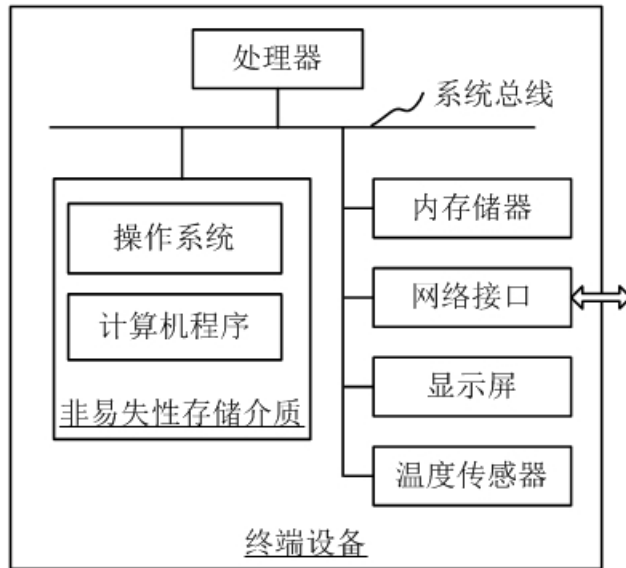 处理器
系统总线
操作系统
计算机程序
非易失性存储介质
内存储器
网络接口
显示屏
温度传感器
终端设备